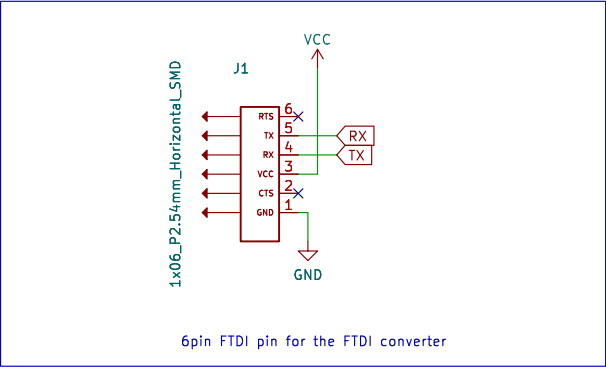 VCC
J1
1x06_P2.54mm_Horizontal_SMD
RTS 6
TX 5 RX
RX 4 TX
VCC 3
CTS 2
GND 1
GND
6pin FTDI pin for the FTDI converter